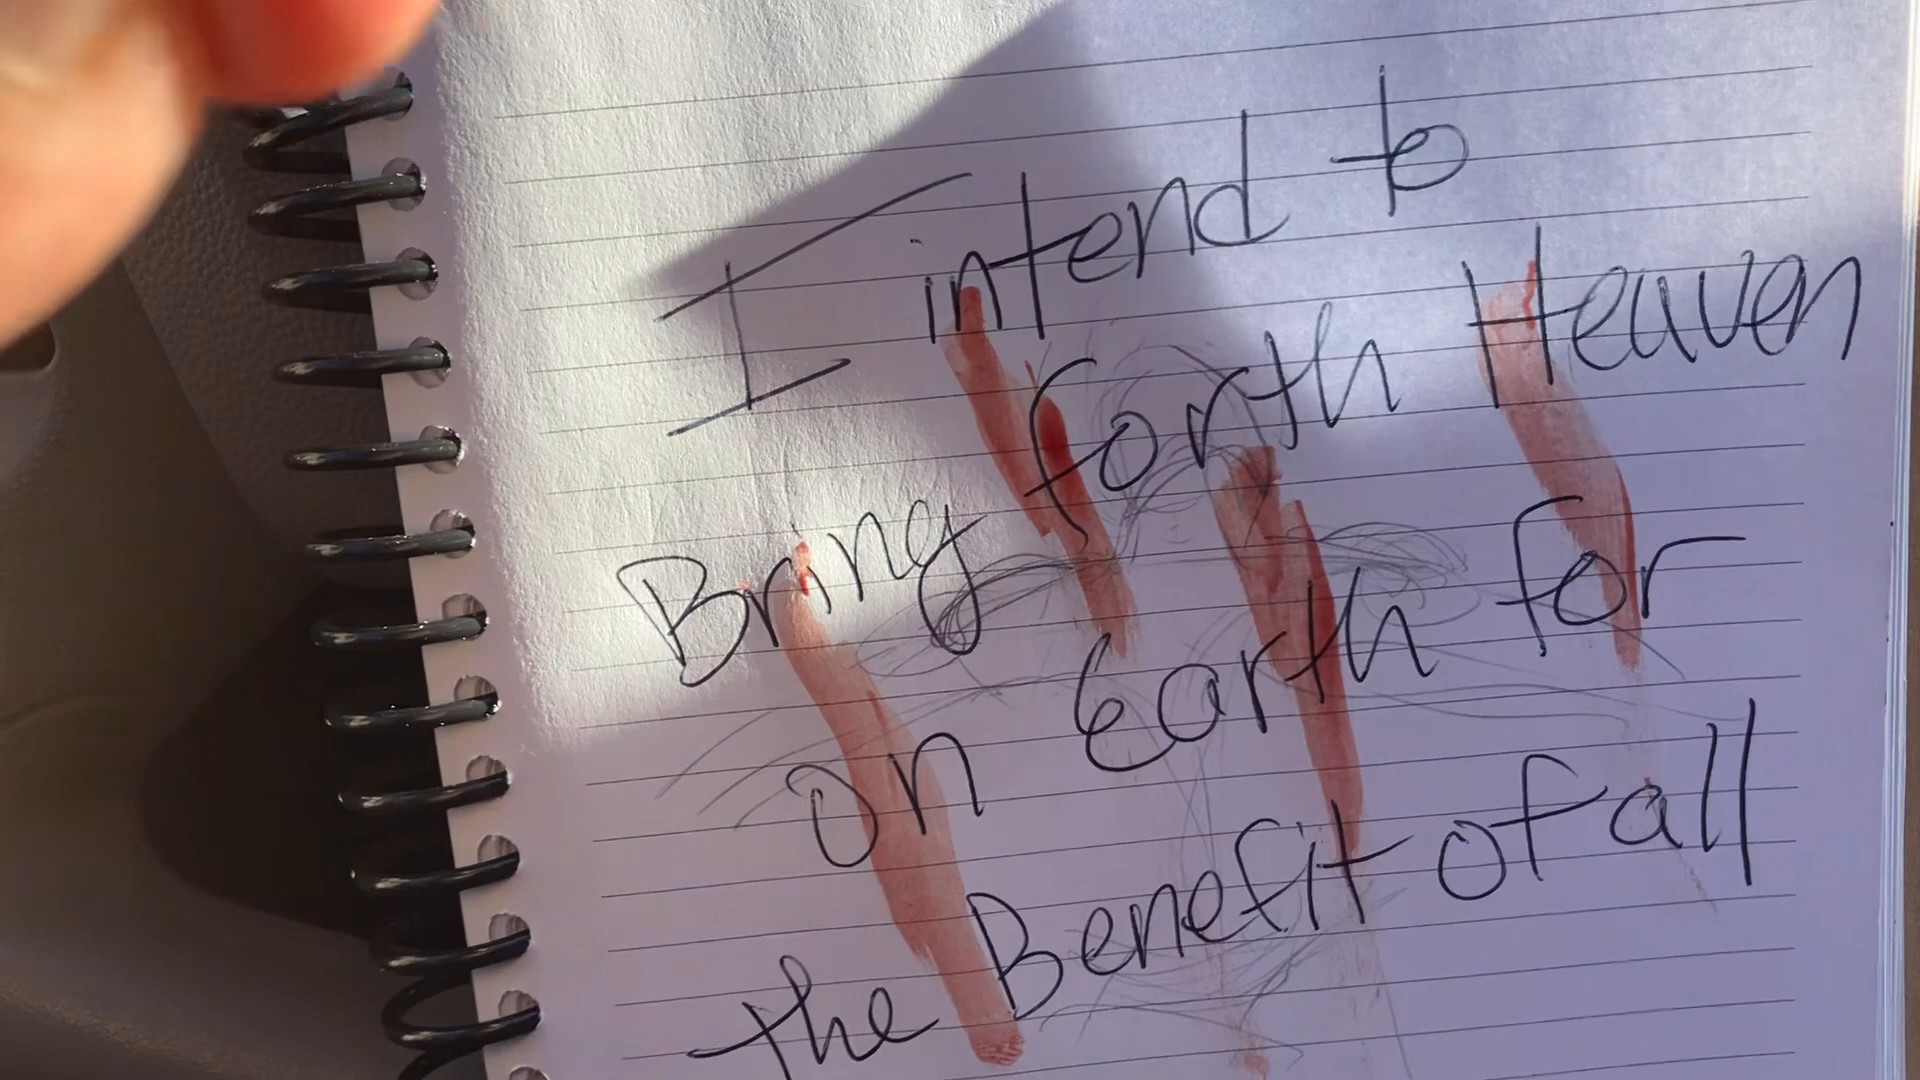 I intend to
Bring forth Heaven
on Earth for
the Benefit of all